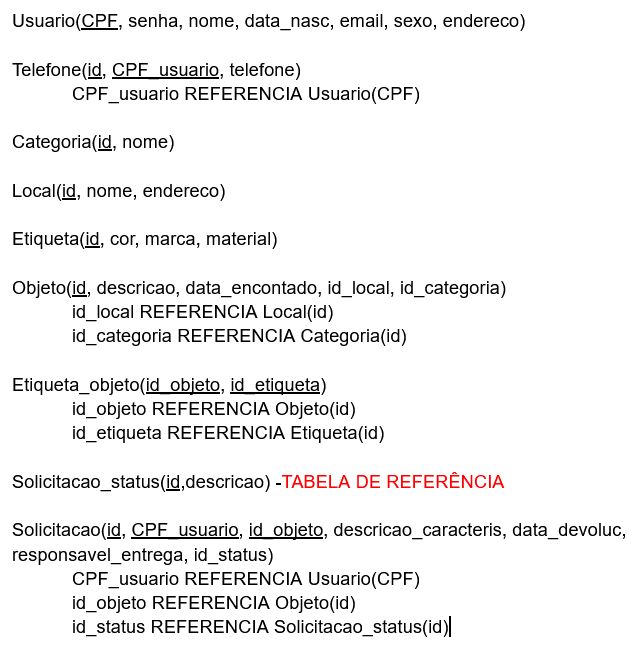 Usuario(CPF, senha, nome, data_nasc, email, sexo, endereco)
Telefone(id, CPF_usuario, telefone)
CPF_usuario REFERENCIA Usuario(CPF)
Categoria(id, nome)
Local(id, nome, endereco)
Etiqueta(id, cor, marca, material)
Objeto(id, descricao, data_encontado, id_local, id_categoria)
id_local REFERENCIA Local(id)
id_categoria REFERENCIA Categoria(id)
Etiqueta_objeto(id_objeto, id_etiqueta)
id_objeto REFERENCIA Objeto(id)
id_etiqueta REFERENCIA Etiqueta(id)
Solicitacao_status(id,descricao) -TABELA DE REFERÊNCIA
Solicitacao(id, CPF_usuario, id_objeto, descricao_caracteris, data_devoluc,
responsavel_entrega, id_status)
CPF_usuario REFERENCIA Usuario(CPF)
id_objeto REFERENCIA Objeto(id)
id_status REFERENCIA Solicitacao_status(id)